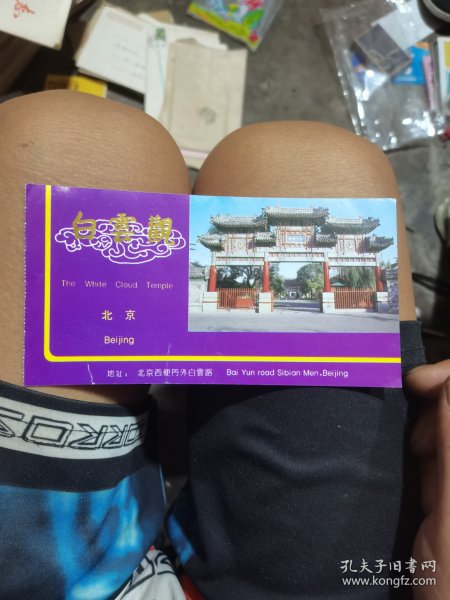 白雲觀
The White Cloud Temple
北京
Beijing
地址： 北京西便門外白雲路 Bai Yun road Sibian Men.Beijing
孔夫子旧书网
www.kongfz.com